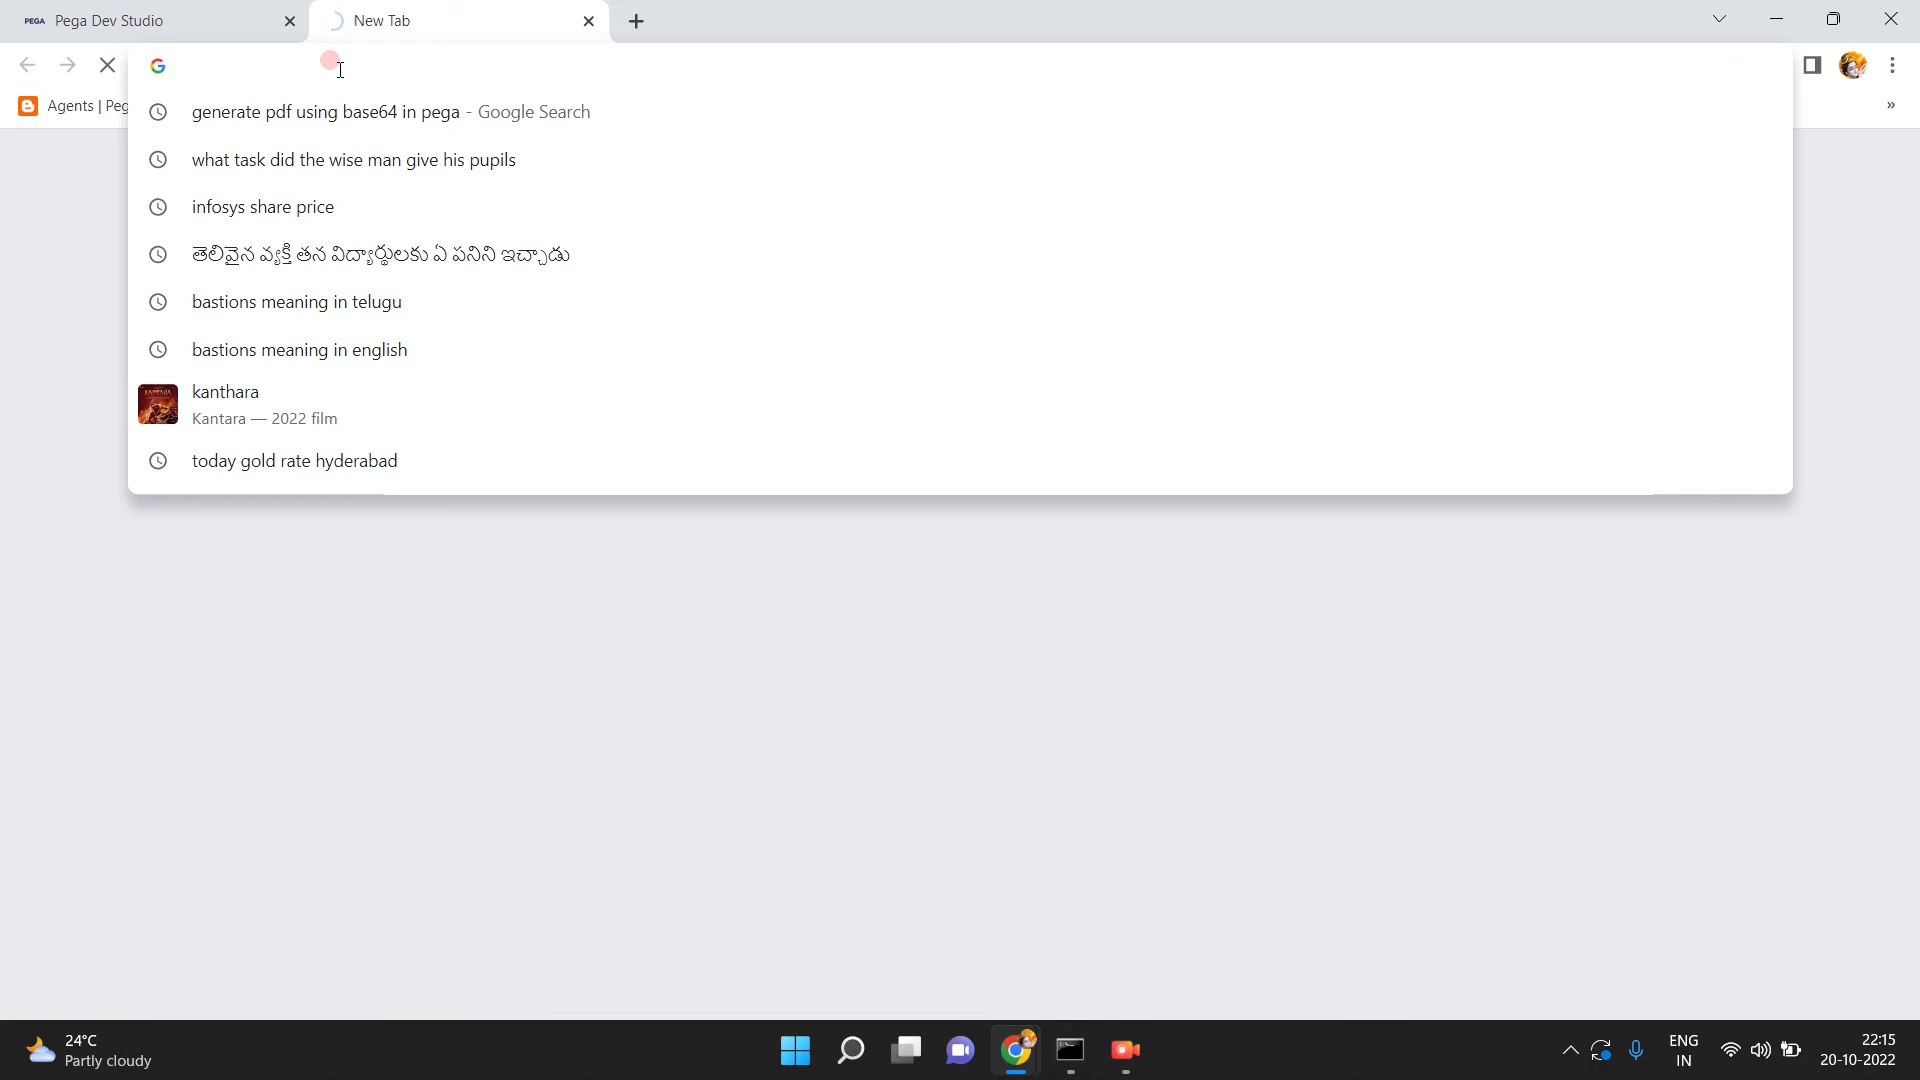 PEGA Pega Dev Studio
New Tab
Agents | Peg
generate pdf using base64 in pega - Google Search
what task did the wise man give his pupils
infosys share price
తెలివైన వ్యక్తి తన విద్యార్థులకు ఏ పనిని ఇచ్చాడు
bastions meaning in telugu
bastions meaning in english
kanthara
Kantara — 2022 film
today gold rate hyderabad
24°C
Partly cloudy
ENG
IN
22:15
20-10-2022